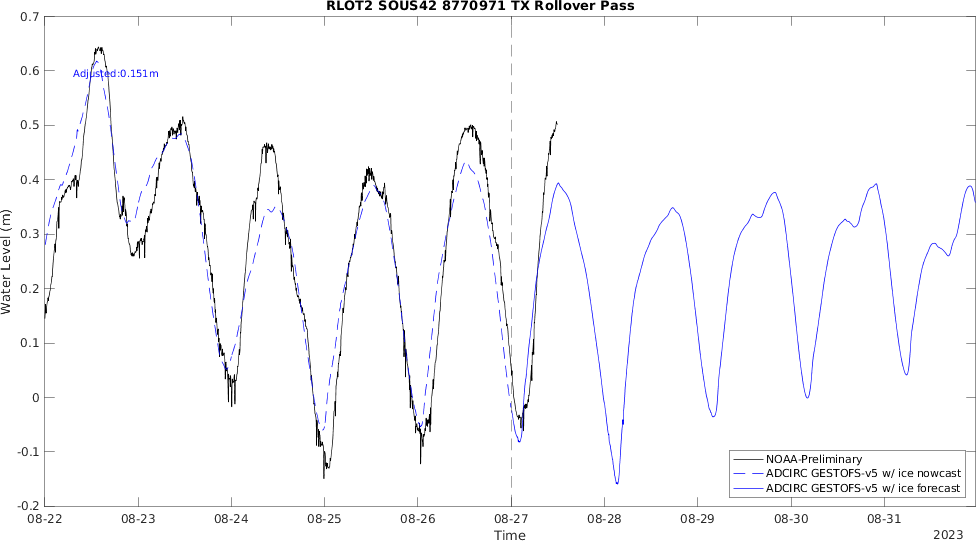 RLOT2 SOUS42 8770971 TX Rollover Pass
0.7
0.6
0.5
0.4
0.3
0.2
0.1
0
-0.1
-0.2
Water Level (m)
Adjusted:0.151m
NOAA-Preliminary
ADCIRC GESTOFS-v5 w/ ice nowcast
ADCIRC GESTOFS-v5 w/ ice forecast
08-22 08-23 08-24 08-25 08-26 08-27 08-28 08-29 08-30 08-31
Time
2023